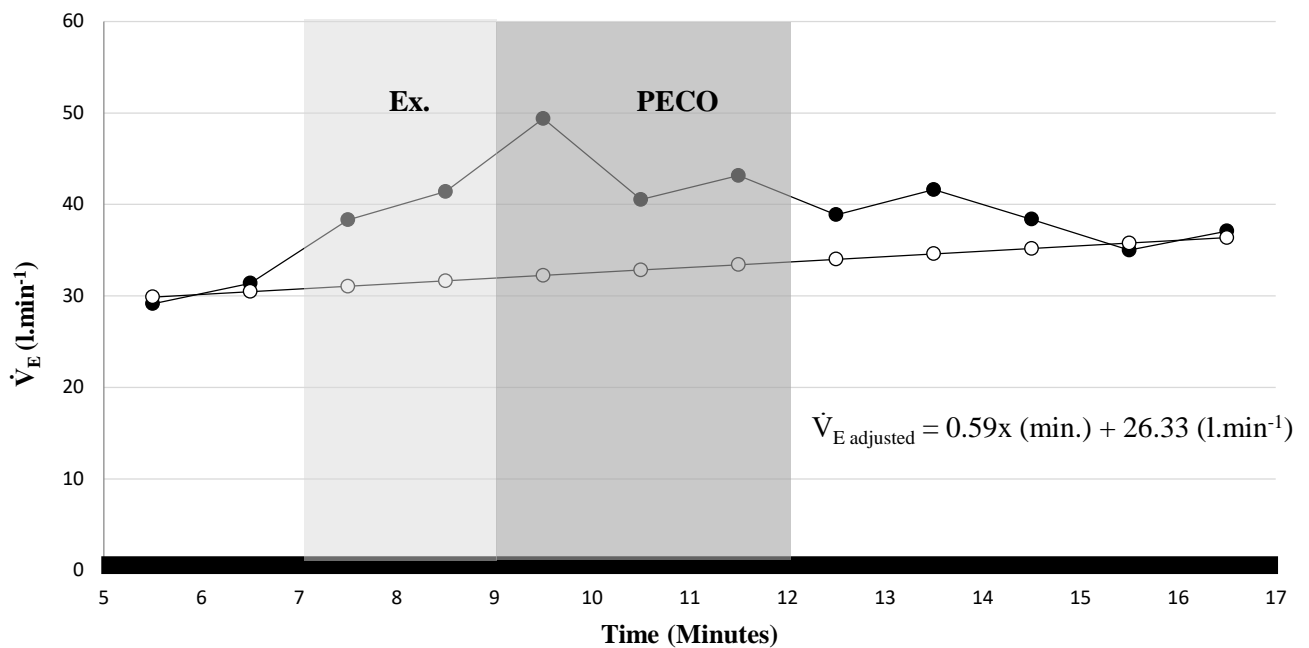 60
50
40
30
20
10
0
V̇E (l.min-1)
Ex.
PECO
V̇E adjusted = 0.59x (min.) + 26.33 (l.min-1)
5 6 7 8 9 10 11 12 13 14 15 16 17
Time (Minutes)